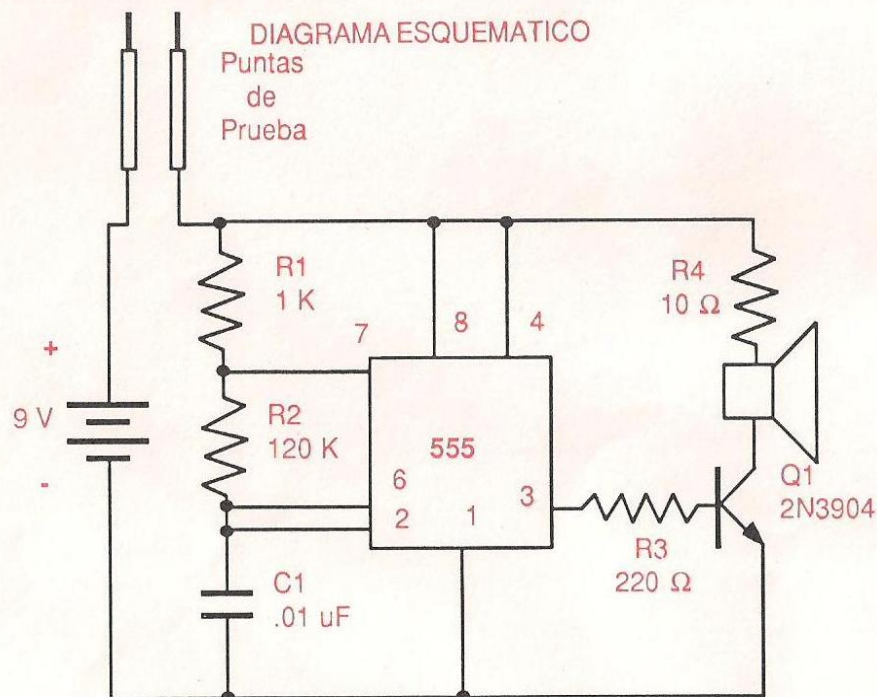 DIAGRAMA ESQUEMATICO
Puntas
de
Prueba
R1
1 K
R4
10 Ω
7
8
4
+
9 V
-
R2
120 K
555
6
2
1
3
Q1
2N3904
R3
220 Ω
C1
.01 uF